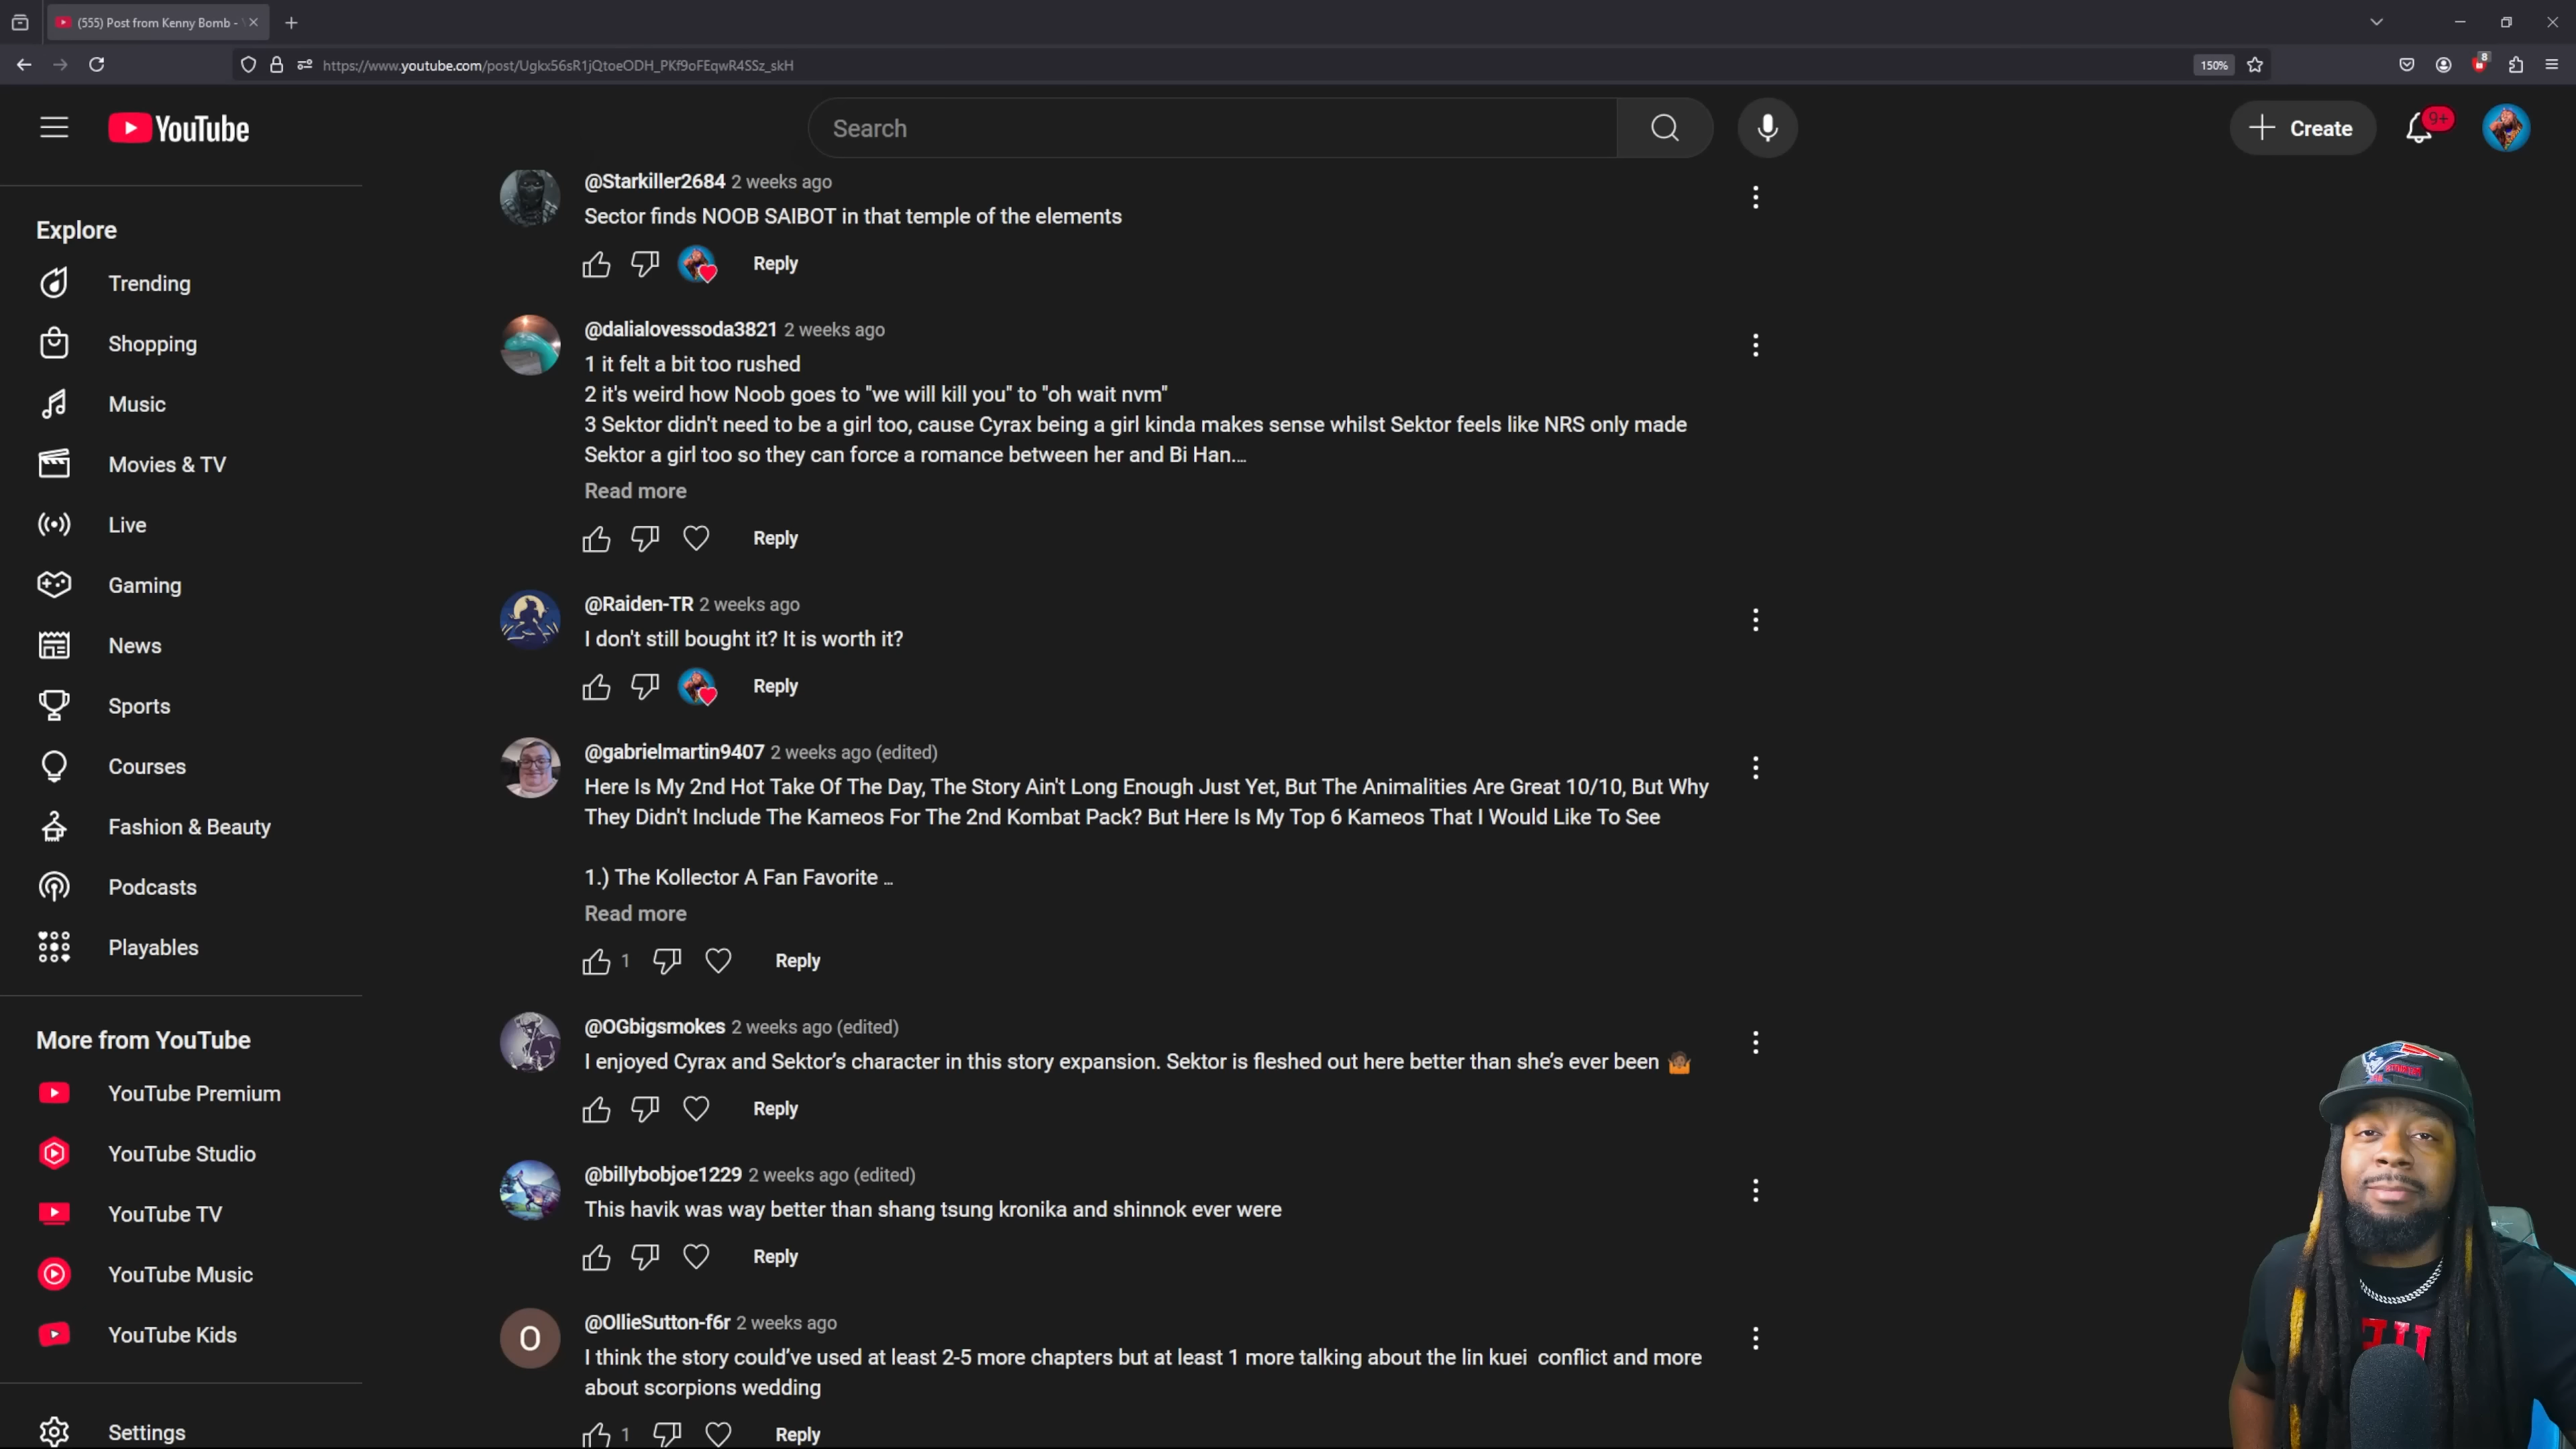 (555) Post from Kenny Bomb -
https://www.youtube.com/post/Ugkx56sR1jQtoeODH_PKf9oFEqwR4SSz_skH
150%
8
YouTube
Search
Create
9+
Explore
Trending
Shopping
Music
Movies & TV
Live
Gaming
News
Sports
Courses
Fashion & Beauty
Podcasts
Playables
More from YouTube
YouTube Premium
YouTube Studio
YouTube TV
YouTube Music
YouTube Kids
Settings
@Starkiller2684 2 weeks ago
Sector finds NOOB SAIBOT in that temple of the elements
Reply
@dalialovessoda3821 2 weeks ago
1 it felt a bit too rushed
2 it's weird how Noob goes to "we will kill you" to "oh wait nvm"
3 Sektor didn't need to be a girl too, cause Cyrax being a girl kinda makes sense whilst Sektor feels like NRS only made
Sektor a girl too so they can force a romance between her and Bi Han....
Read more
Reply
@Raiden-TR 2 weeks ago
I don't still bought it? It is worth it?
Reply
@gabrielmartin9407 2 weeks ago (edited)
Here Is My 2nd Hot Take Of The Day, The Story Ain't Long Enough Just Yet, But The Animalities Are Great 10/10, But Why
They Didn't Include The Kameos For The 2nd Kombat Pack? But Here Is My Top 6 Kameos That I Would Like To See
1.) The Kollector A Fan Favorite ...
Read more
1 Reply
@OGbigsmokes 2 weeks ago (edited)
I enjoyed Cyrax and Sektor’s character in this story expansion. Sektor is fleshed out here better than she’s ever been 🤷🏾
Reply
@billybobjoe1229 2 weeks ago (edited)
This havik was way better than shang tsung kronika and shinnok ever were
Reply
O
@OllieSutton-f6r 2 weeks ago
I think the story could’ve used at least 2-5 more chapters but at least 1 more talking about the lin kuei  conflict and more
about scorpions wedding
1 Reply